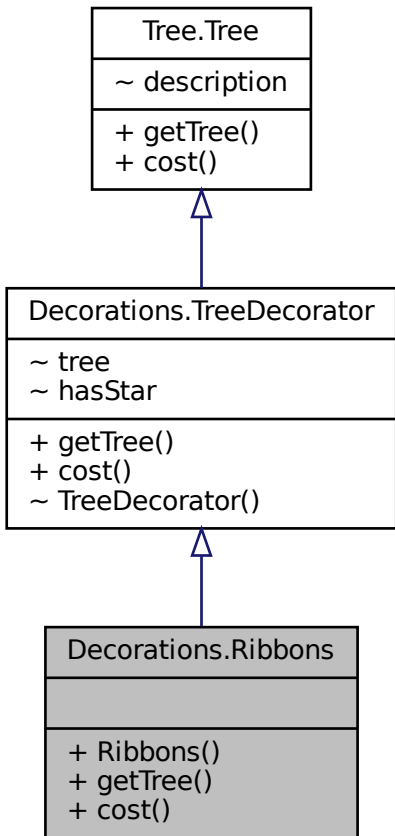 Tree.Tree
~ description
+ getTree()
+ cost()
Decorations.TreeDecorator
~ tree
~ hasStar
+ getTree()
+ cost()
~ TreeDecorator()
Decorations.Ribbons
+ Ribbons()
+ getTree()
+ cost()